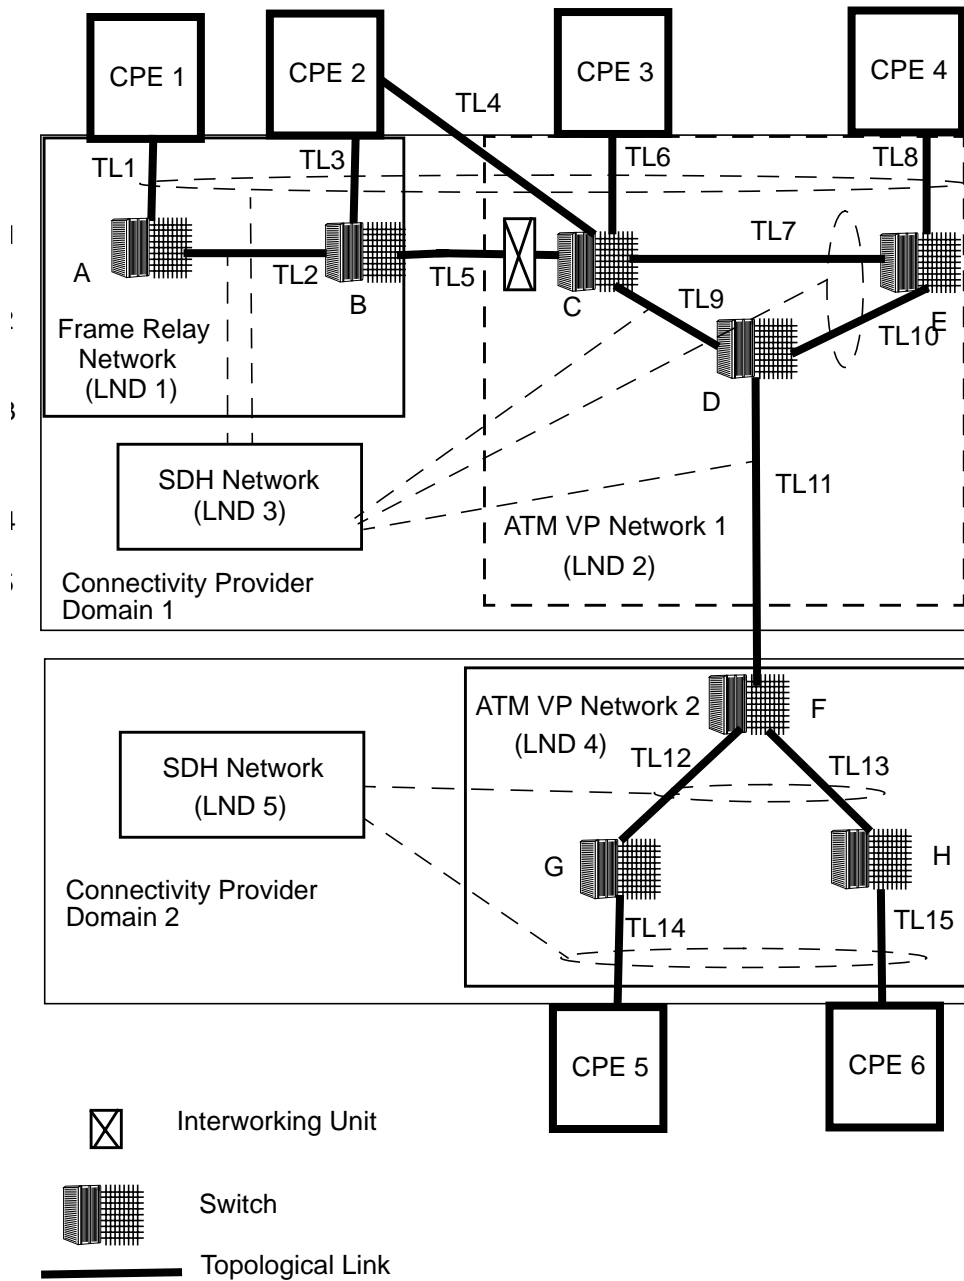 CPE 1
CPE 2
CPE 3
CPE 4
TL4
TL1
TL3
TL6
TL8
TL7
A
TL2
B
TL5
C
TL9
E
TL10
D
Frame Relay
Network
(LND 1)
SDH Network
(LND 3)
TL11
ATM VP Network 1
(LND 2)
Connectivity Provider
Domain 1
ATM VP Network 2
(LND 4)
F
SDH Network
(LND 5)
TL12
TL13
G
H
Connectivity Provider
Domain 2
TL14
TL15
CPE 5
CPE 6
Interworking Unit
Switch
Topological Link